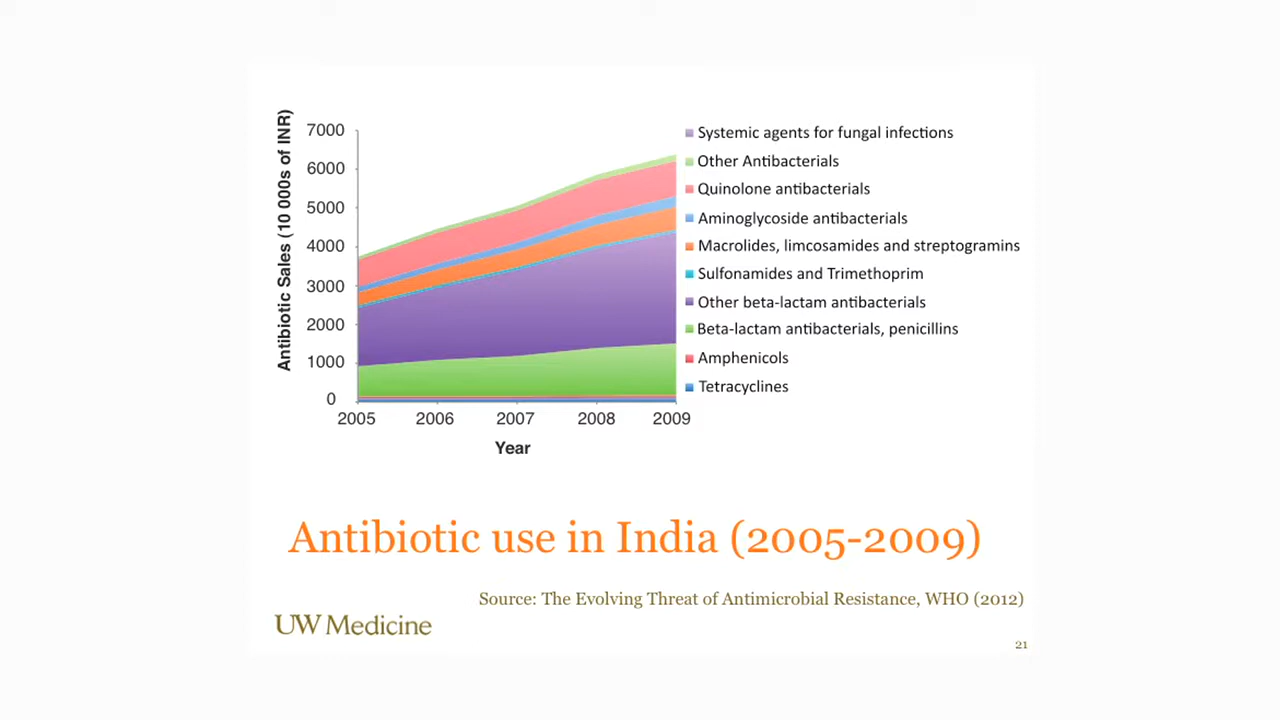 Antibiotic Sales (10 000s of INR)
7000
6000
5000
4000
3000
2000
1000
0
2005 2006 2007 2008 2009
Year
Systemic agents for fungal infections
Other Antibacterials
Quinolone antibacterials
Aminoglycoside antibacterials
Macrolides, limcosamides and streptogramins
Sulfonamides and Trimethoprim
Other beta-lactam antibacterials
Beta-lactam antibacterials, penicillins
Amphenicols
Tetracyclines
Antibiotic use in India (2005-2009)
Source: The Evolving Threat of Antimicrobial Resistance, WHO (2012)
UW Medicine
21